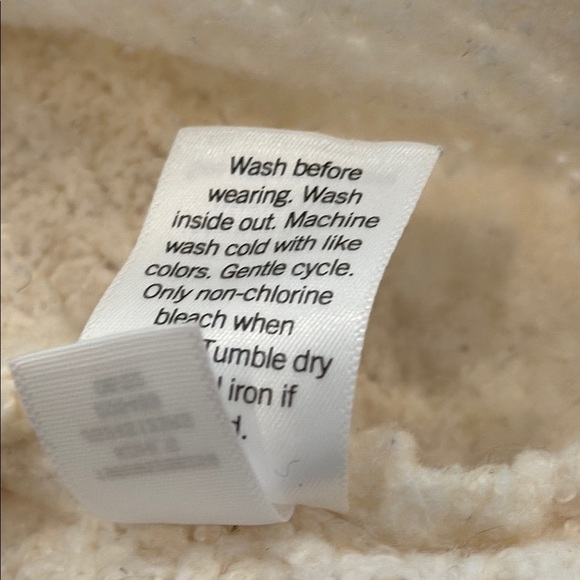 Wash before
wearing. Wash
inside out. Machine
wash cold with like
colors. Gentle cycle.
Only non-chlorine
bleach when
Tumble dry
iron if